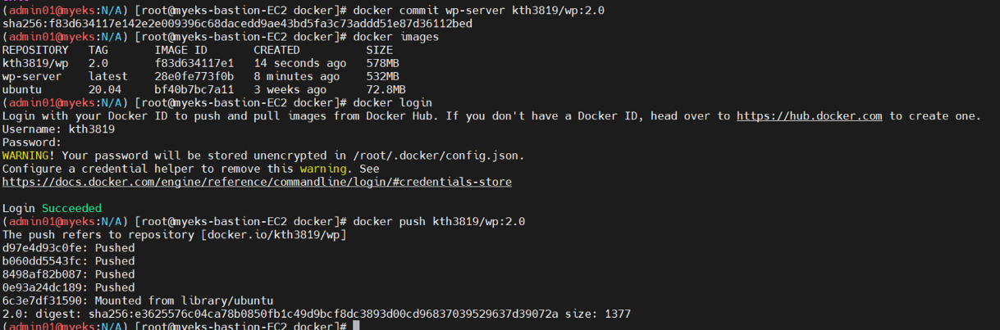 (admin01@myeks:N/A) [root@myeks-bastion-EC2 docker]# docker commit wp-server kth3819/wp:2.0
sha256:f83d634117e142e2e009396c68dacedd9ae43bd5fa3c73addd51e87d36112bed
(admin01@myeks:N/A) [root@myeks-bastion-EC2 docker]# docker images
REPOSITORY   TAG       IMAGE ID       CREATED          SIZE
kth3819/wp   2.0       f83d634117e1   14 seconds ago   578MB
wp-server    latest    28e0fe773f0b   8 minutes ago    532MB
ubuntu       20.04     bf40b7bc7a11   3 weeks ago      72.8MB
(admin01@myeks:N/A) [root@myeks-bastion-EC2 docker]# docker login
Login with your Docker ID to push and pull images from Docker Hub. If you don't have a Docker ID, head over to https://hub.docker.com to create one.
Username: kth3819
Password:
WARNING! Your password will be stored unencrypted in /root/.docker/config.json.
Configure a credential helper to remove this warning. See
https://docs.docker.com/engine/reference/commandline/login/#credentials-store
Login Succeeded
(admin01@myeks:N/A) [root@myeks-bastion-EC2 docker]# docker push kth3819/wp:2.0
The push refers to repository [docker.io/kth3819/wp]
d97e4d93c0fe: Pushed
b060dd5543fc: Pushed
8498af82b087: Pushed
0e93a24dc189: Pushed
6c3e7df31590: Mounted from library/ubuntu
2.0: digest: sha256:e3625576c04ca78b0850fb1c49d9bcf8dc3893d00cd96837039529637d39072a size: 1377
(admin01@myeks:N/A) [root@myeks-bastion-EC2 docker]#